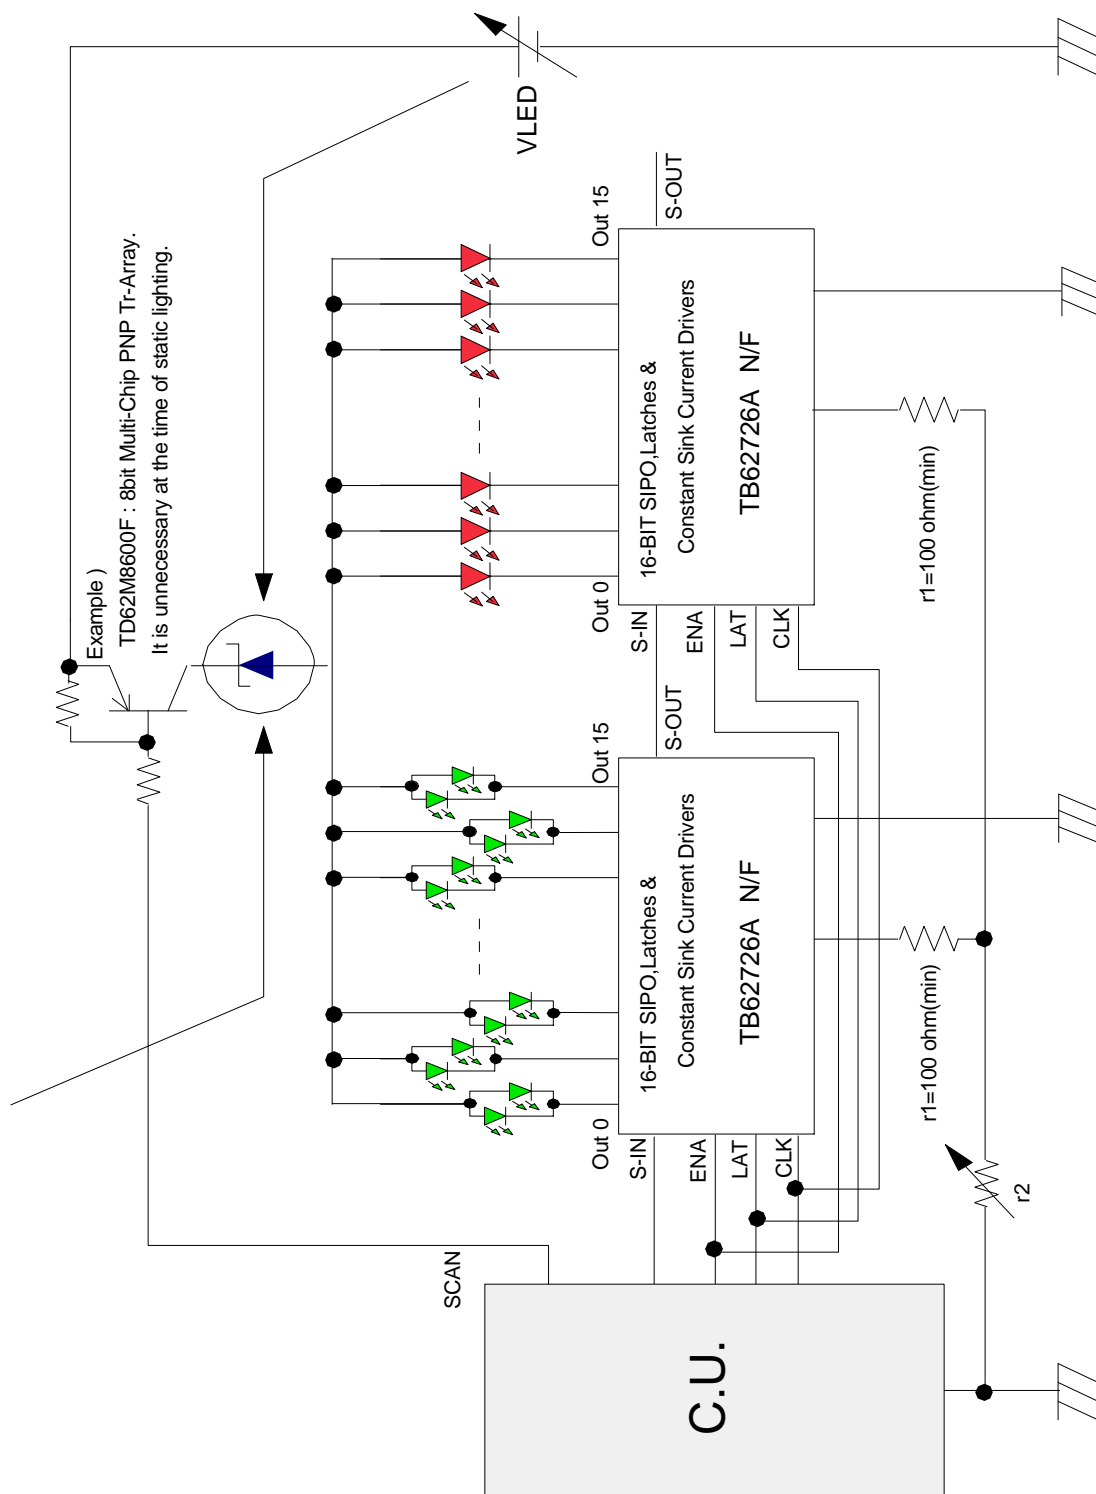 Example )
TD62M8600F : 8bit Multi-Chip PNP Tr-Array.
It is unnecessary at the time of static lighting.
VLED
SCAN
C.U.
Out 0
Out 15
S-IN
ENA
LAT
CLK
S-OUT
16-BIT SIPO,Latches &
Constant Sink Current Drivers
TB62726A N/F
r1=100 ohm(min)
Out 0
Out 15
S-IN
ENA
LAT
CLK
S-OUT
16-BIT SIPO,Latches &
Constant Sink Current Drivers
TB62726A N/F
r1=100 ohm(min)
r2